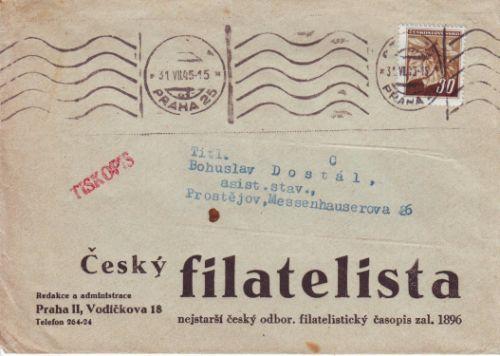 ČESKOSLOVENSKO
30
31.VII.45-15
PRAHA 25
31.VII.45-15
PRAHA
TISKOPIS
Titl.
Bohuslav Dostál,
asist.stav.,
Prostějov,Messenhauserova 26
Český filatelista
Redakce a administrace
Praha II, Vodičkova 18
Telefon 264-24
nejstarší český odbor. filatelistický časopis zal. 1896